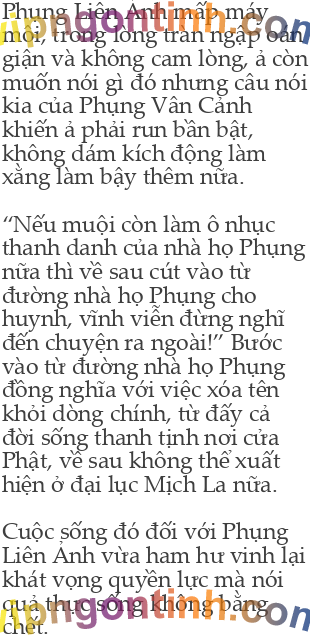 Phụng Liên Ảnh mấp máy
môi, trong lòng tràn ngập oán
giận và không cam lòng, ả còn
muốn nói gì đó nhưng câu nói
kia của Phụng Vân Cảnh
khiến ả phải run bần bật,
không dám kích động làm
xằng làm bậy thêm nữa.
“Nếu muội còn làm ô nhục
thanh danh của nhà họ Phụng
nữa thì về sau cút vào từ
đường nhà họ Phụng cho
huynh, vĩnh viễn đừng nghĩ
đến chuyện ra ngoài!” Bước
vào từ đường nhà họ Phụng
đồng nghĩa với việc xóa tên
khỏi dòng chính, từ đấy cả
đời sống thanh tịnh nơi cửa
Phật, về sau không thể xuất
hiện ở đại lục Mịch La nữa.
Cuộc sống đó đối với Phụng
Liên Ảnh vừa ham hư vinh lại
khát vọng quyền lực mà nói
quả thực sống không bằng
chết.